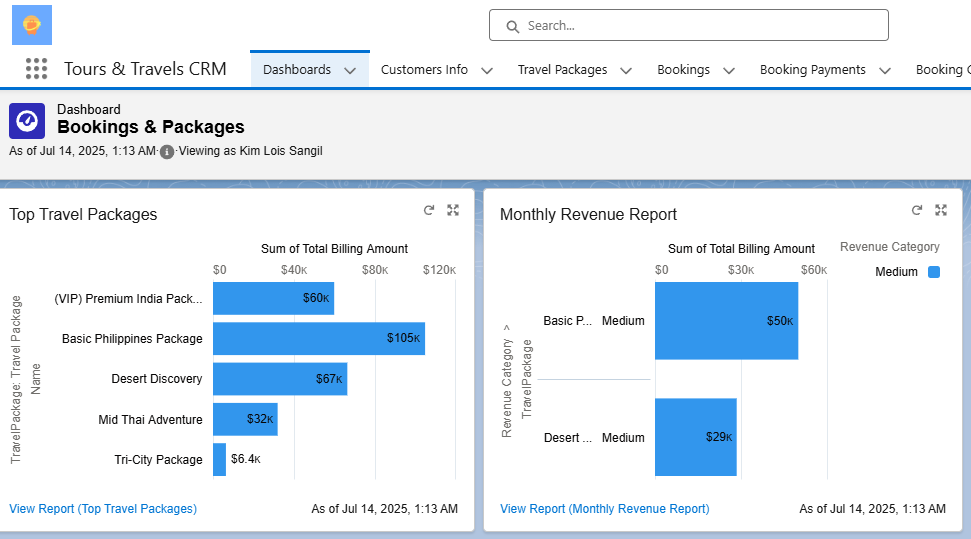 Search...
Tours & Travels CRM
Dashboards
Customers Info
Travel Packages
Bookings
Booking Payments
Booking
Dashboard
Bookings & Packages
As of Jul 14, 2025, 1:13 AM·Viewing as Kim Lois Sangil
Top Travel Packages
Sum of Total Billing Amount
$0 $40K $80K $120K
TravelPackage: Travel Package Name
(VIP) Premium India Pack... $60K
Basic Philippines Package $105K
Desert Discovery $67K
Mid Thai Adventure $32K
Tri-City Package $6.4K
View Report (Top Travel Packages)
As of Jul 14, 2025, 1:13 AM
Monthly Revenue Report
Sum of Total Billing Amount
Revenue Category
Medium
$0 $30K $60K
Revenue Category ^
TravelPackage
Basic P... Medium $50K
Desert ... Medium $29K
View Report (Monthly Revenue Report)
As of Jul 14, 2025, 1:13 AM